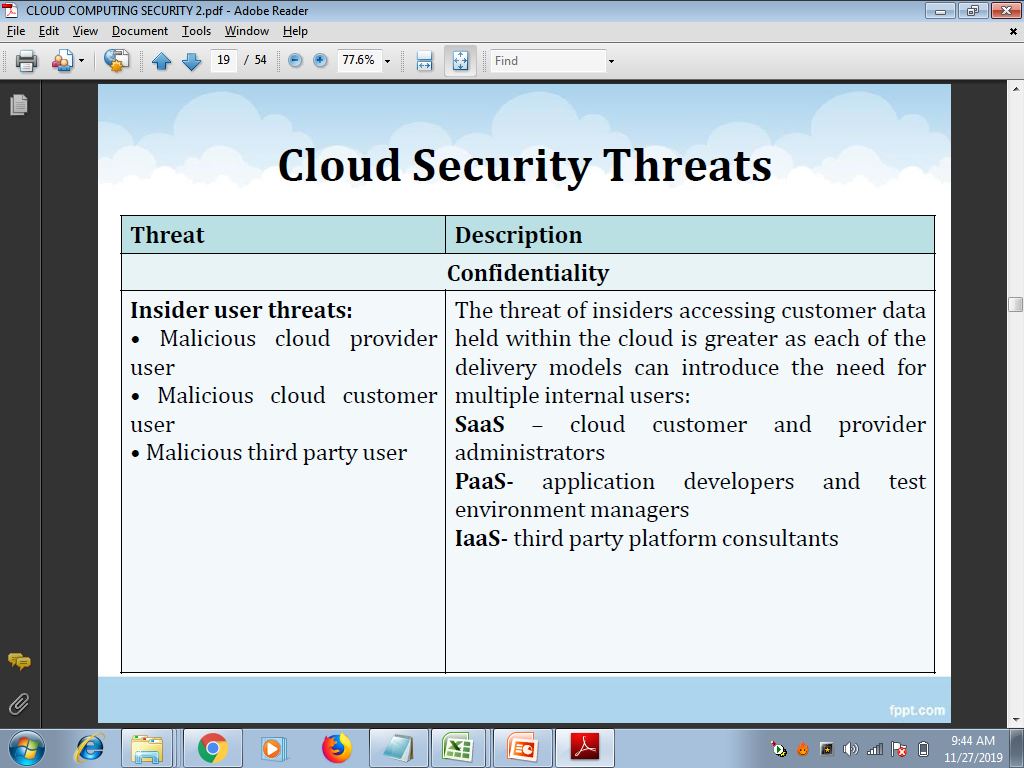 CLOUD COMPUTING SECURITY 2.pdf - Adobe Reader
File Edit View Document Tools Window Help
19 / 54 77.6% Find
Cloud Security Threats
Threat Description
Confidentiality
Insider user threats:
• Malicious cloud provider
user
• Malicious cloud customer
user
• Malicious third party user
The threat of insiders accessing customer data
held within the cloud is greater as each of the
delivery models can introduce the need for
multiple internal users:
SaaS – cloud customer and provider
administrators
PaaS- application developers and test
environment managers
IaaS- third party platform consultants
fppt.com
9:44 AM
11/27/2019